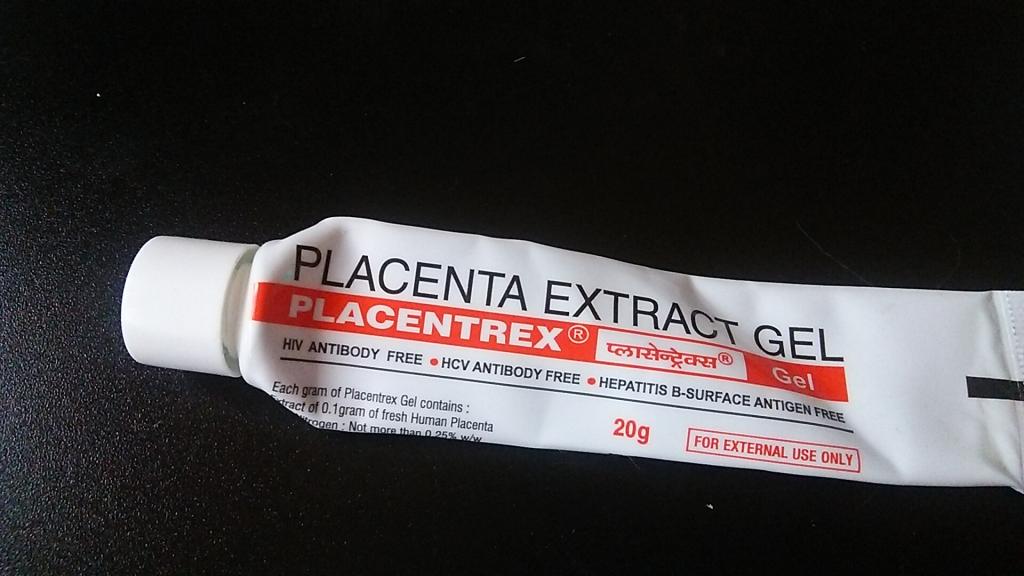 PLACENTA EXTRACT GEL
PLACENTREX® प्लासेन्ट्रेक्स® Gel
HIV ANTIBODY FREE ● HCV ANTIBODY FREE ● HEPATITIS B-SURFACE ANTIGEN FREE
Each gram of Placentrex Gel contains :
of 0.1gram of fresh Human Placenta
: Not more than 0.25% w/w
20g
FOR EXTERNAL USE ONLY